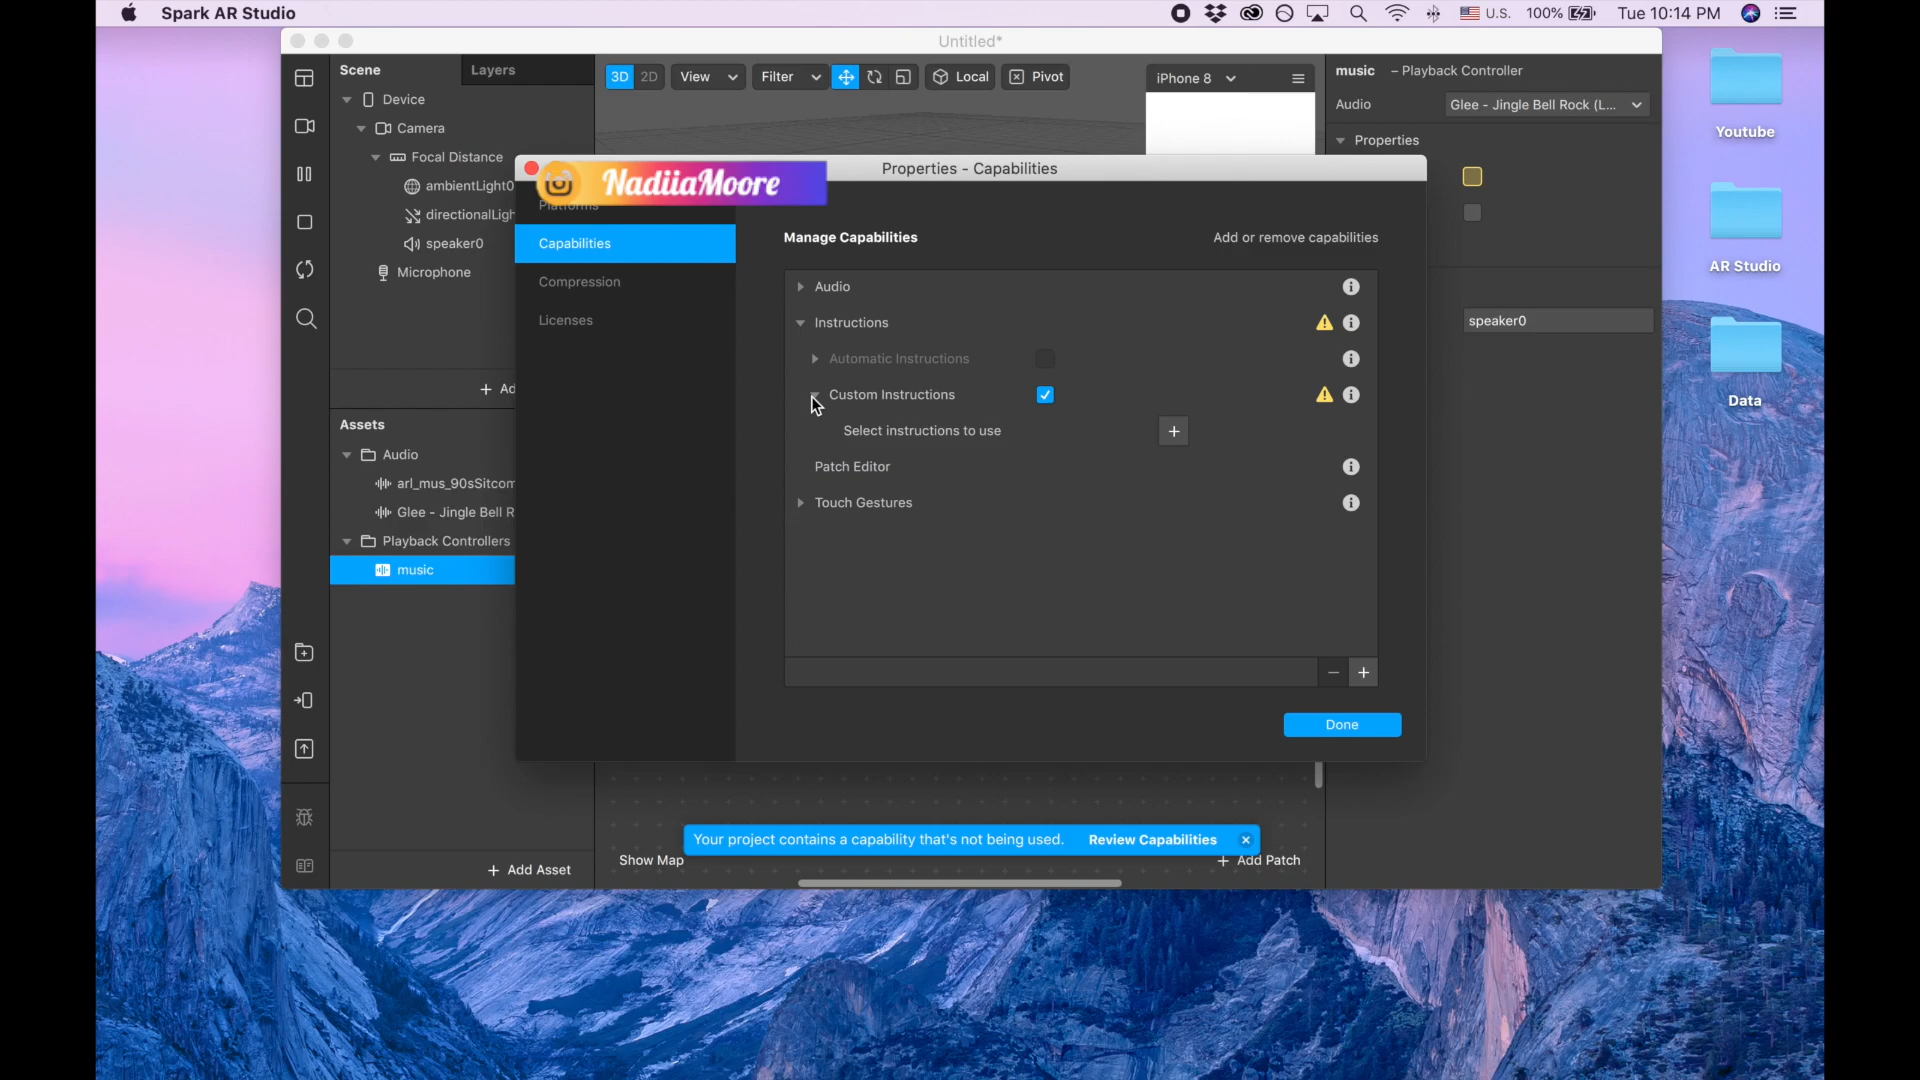 Spark AR Studio
U.S. 100% Tue 10:14 PM
Untitled*
Scene
Layers
3D 2D View Filter Local Pivot
iPhone 8
music – Playback Controller
Device
Audio Glee - Jingle Bell Rock (L...
Camera
Properties
Focal Distance
ambientLight0
directionalLigh
speaker0
Microphone
+ Ad
Assets
Audio
arl_mus_90sSitcom
Glee - Jingle Bell R
Playback Controllers
music
+ Add Asset
Properties - Capabilities
NadiiaMoore
Platforms
Capabilities
Compression
Licenses
Manage Capabilities
Add or remove capabilities
Audio
Instructions
Automatic Instructions
Custom Instructions
Select instructions to use +
Patch Editor
Touch Gestures
Done
speaker0
Your project contains a capability that's not being used. Review Capabilities
Show Map
+ Add Patch
Youtube
AR Studio
Data